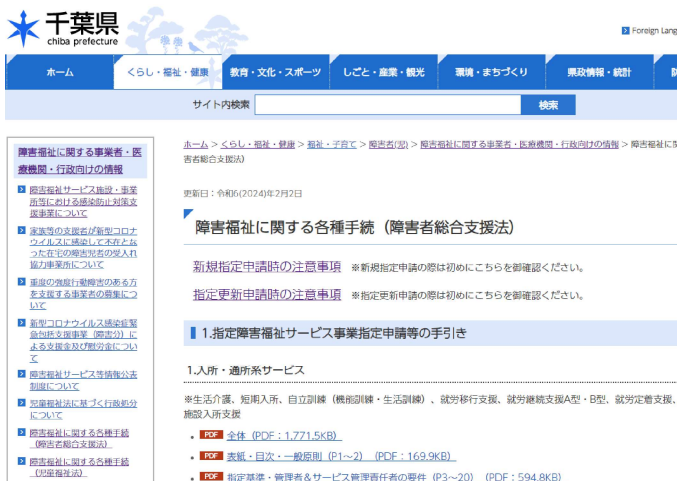 千葉県
chiba prefecture
Foreign Lang
ホーム
くらし・福祉・健康
教育・文化・スポーツ
しごと・産業・観光
環境・まちづくり
県政情報・統計
サイト内検索
検索
障害福祉に関する事業者・医
療機関・行政向けの情報
障害福祉サービス施設・事業
所等における感染防止対策支
援事業について
家族等の支援者が新型コロナ
ウイルスに感染して不在とな
った在宅の障害児者の受入れ
協力事業所について
重度の強度行動障害のある方
を支援する事業者の募集につ
いて
新型コロナウイルス感染症緊
急包括支援事業（障害分）に
よる支援金及び慰労金につい
て
障害福祉サービス等情報公表
制度について
児童福祉法に基づく行政処分
について
障害福祉に関する各種手続
（障害者総合支援法）
障害福祉に関する各種手続
（児童福祉法）
ホーム > くらし・福祉・健康 > 福祉・子育て > 障害者(児) > 障害福祉に関する事業者・医療機関・行政向けの情報 > 障害福祉に関
害者総合支援法）
更新日：令和6(2024)年2月2日
障害福祉に関する各種手続（障害者総合支援法）
新規指定申請時の注意事項 ※新規指定申請の際は初めにこちらを御確認ください。
指定更新申請時の注意事項 ※指定更新申請の際は初めにこちらを御確認ください。
1.指定障害福祉サービス事業指定申請等の手引き
1.入所・通所系サービス
※生活介護、短期入所、自立訓練（機能訓練・生活訓練）、就労移行支援、就労継続支援A型・B型、就労定着支援、
施設入所支援
PDF 全体（PDF：1,771.5KB）
PDF 表紙・目次・一般原則（P1～2）（PDF：169.9KB）
PDF 指定基準・管理者＆サービス管理責任者の要件（P3～20）（PDF：594.8KB）